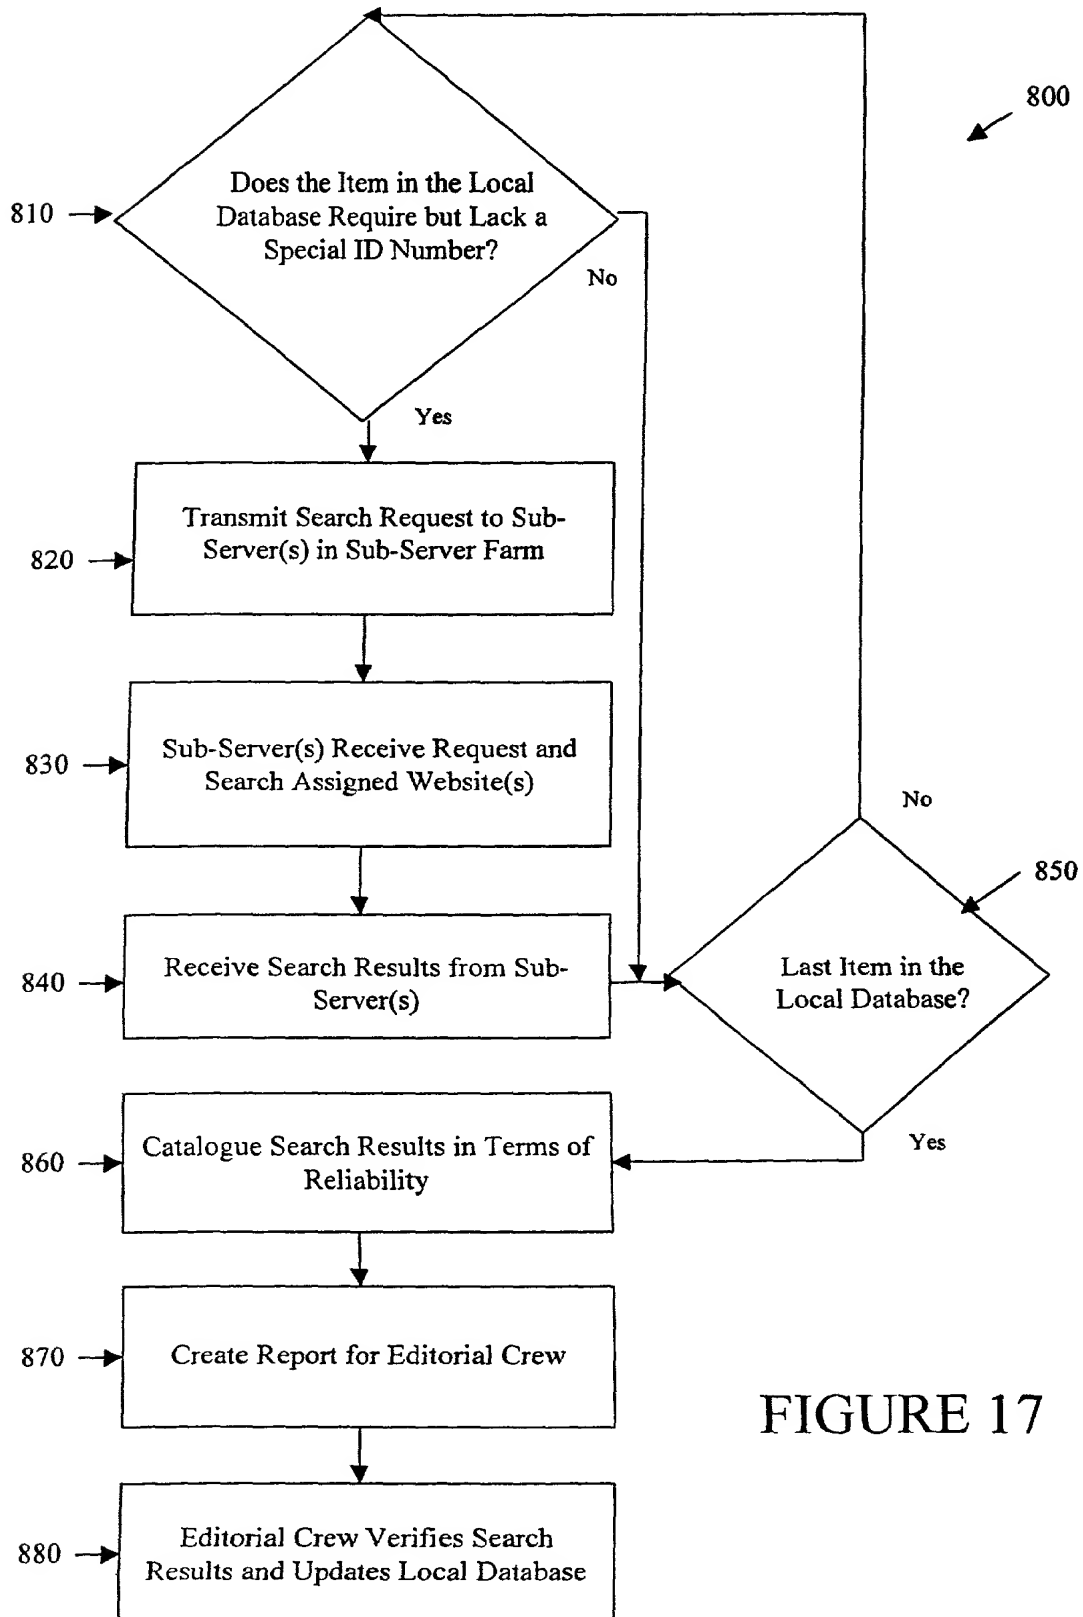 800
Does the Item in the Local
810
Database Require but Lack a
Special ID Number?
No
Yes
Transmit Search Request to Sub-
Server(s) in Sub-Server Farm
820
Sub-Server(s) Receive Request and
830
Search Assigned Website(s)
No
850
Receive Search Results from Sub-
840
Server(s)
Last Item in the
Local Database?
Yes
Catalogue Search Results in Terms of
860
Reliability
870
Create Report for Editorial Crew
FIGURE 17
Editorial Crew Verifies Search
880
Results and Updates Local Database